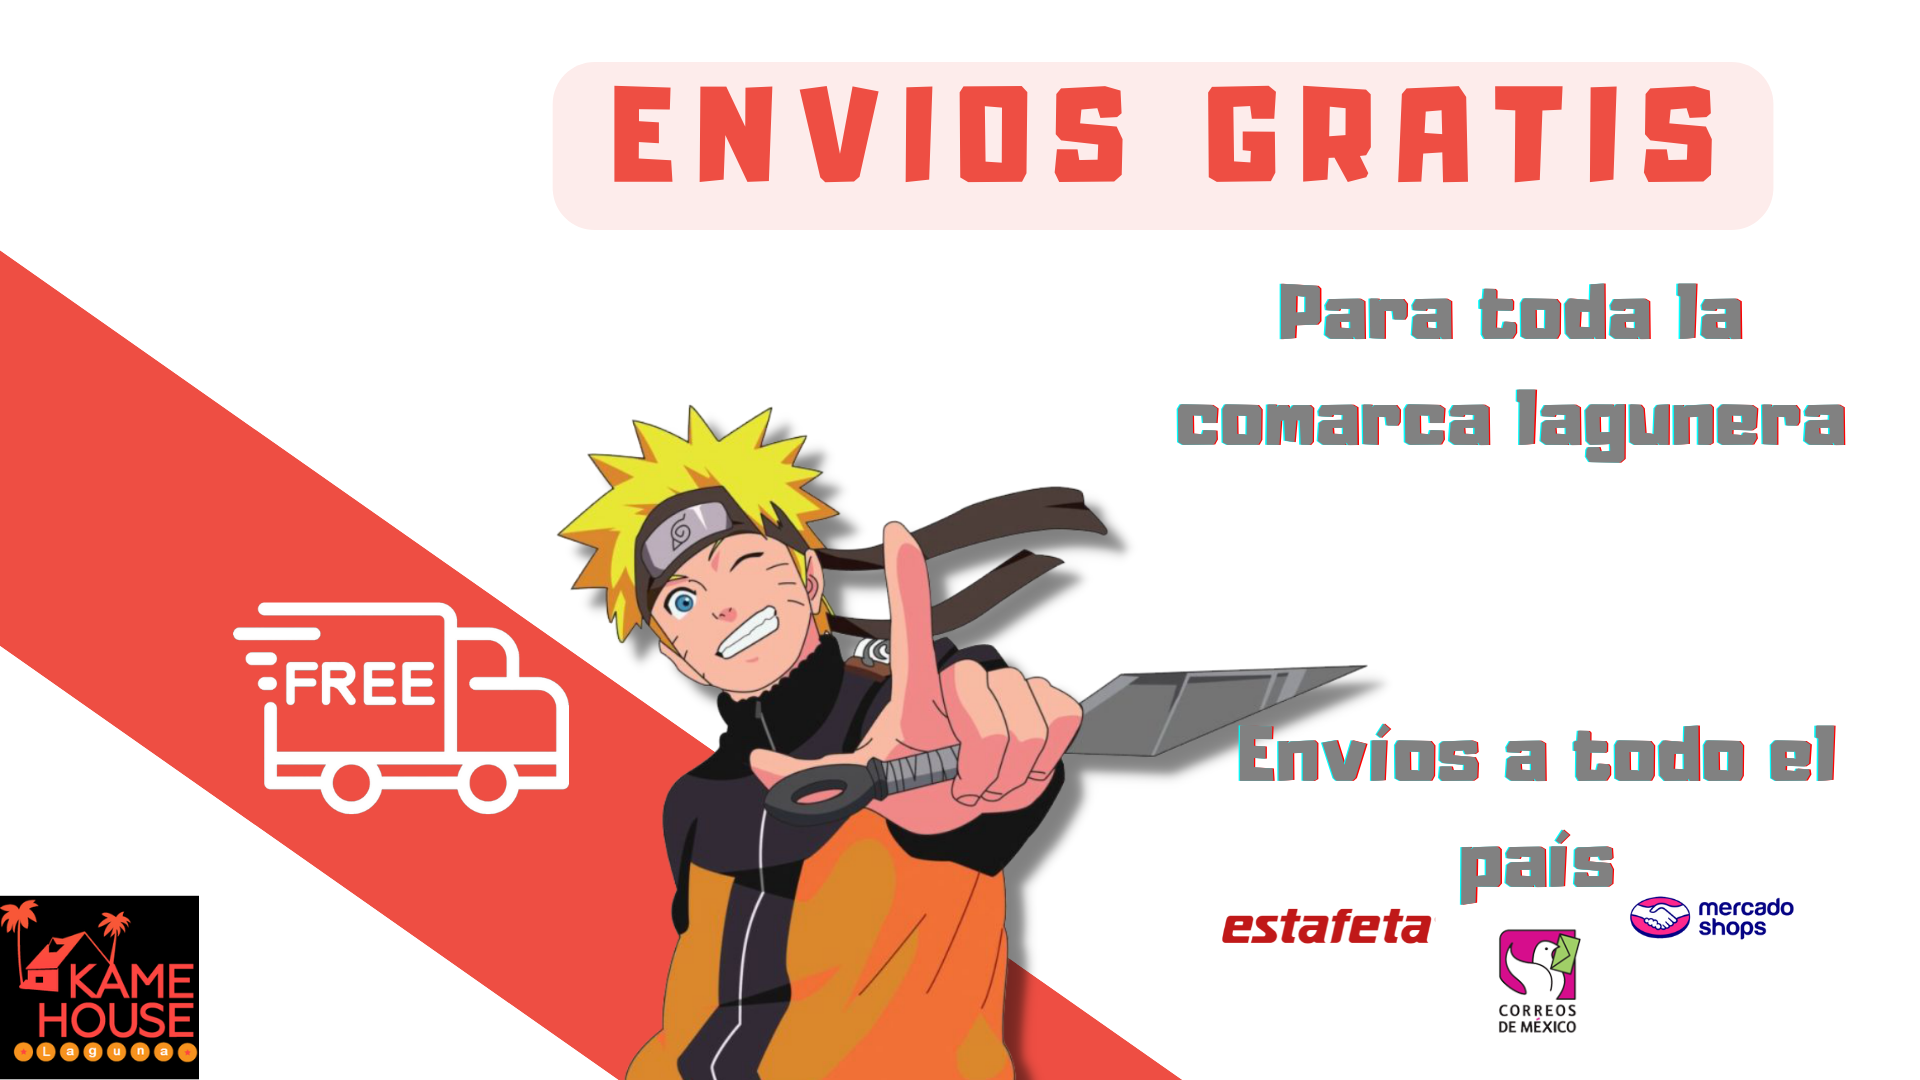 ENVIOS GRATIS
Para toda la
comarca lagunera
FREE
Envíos a todo el
país
estafeta
mercado
shops
CORREOS
DE MÉXICO
KAME
HOUSE
Laguna